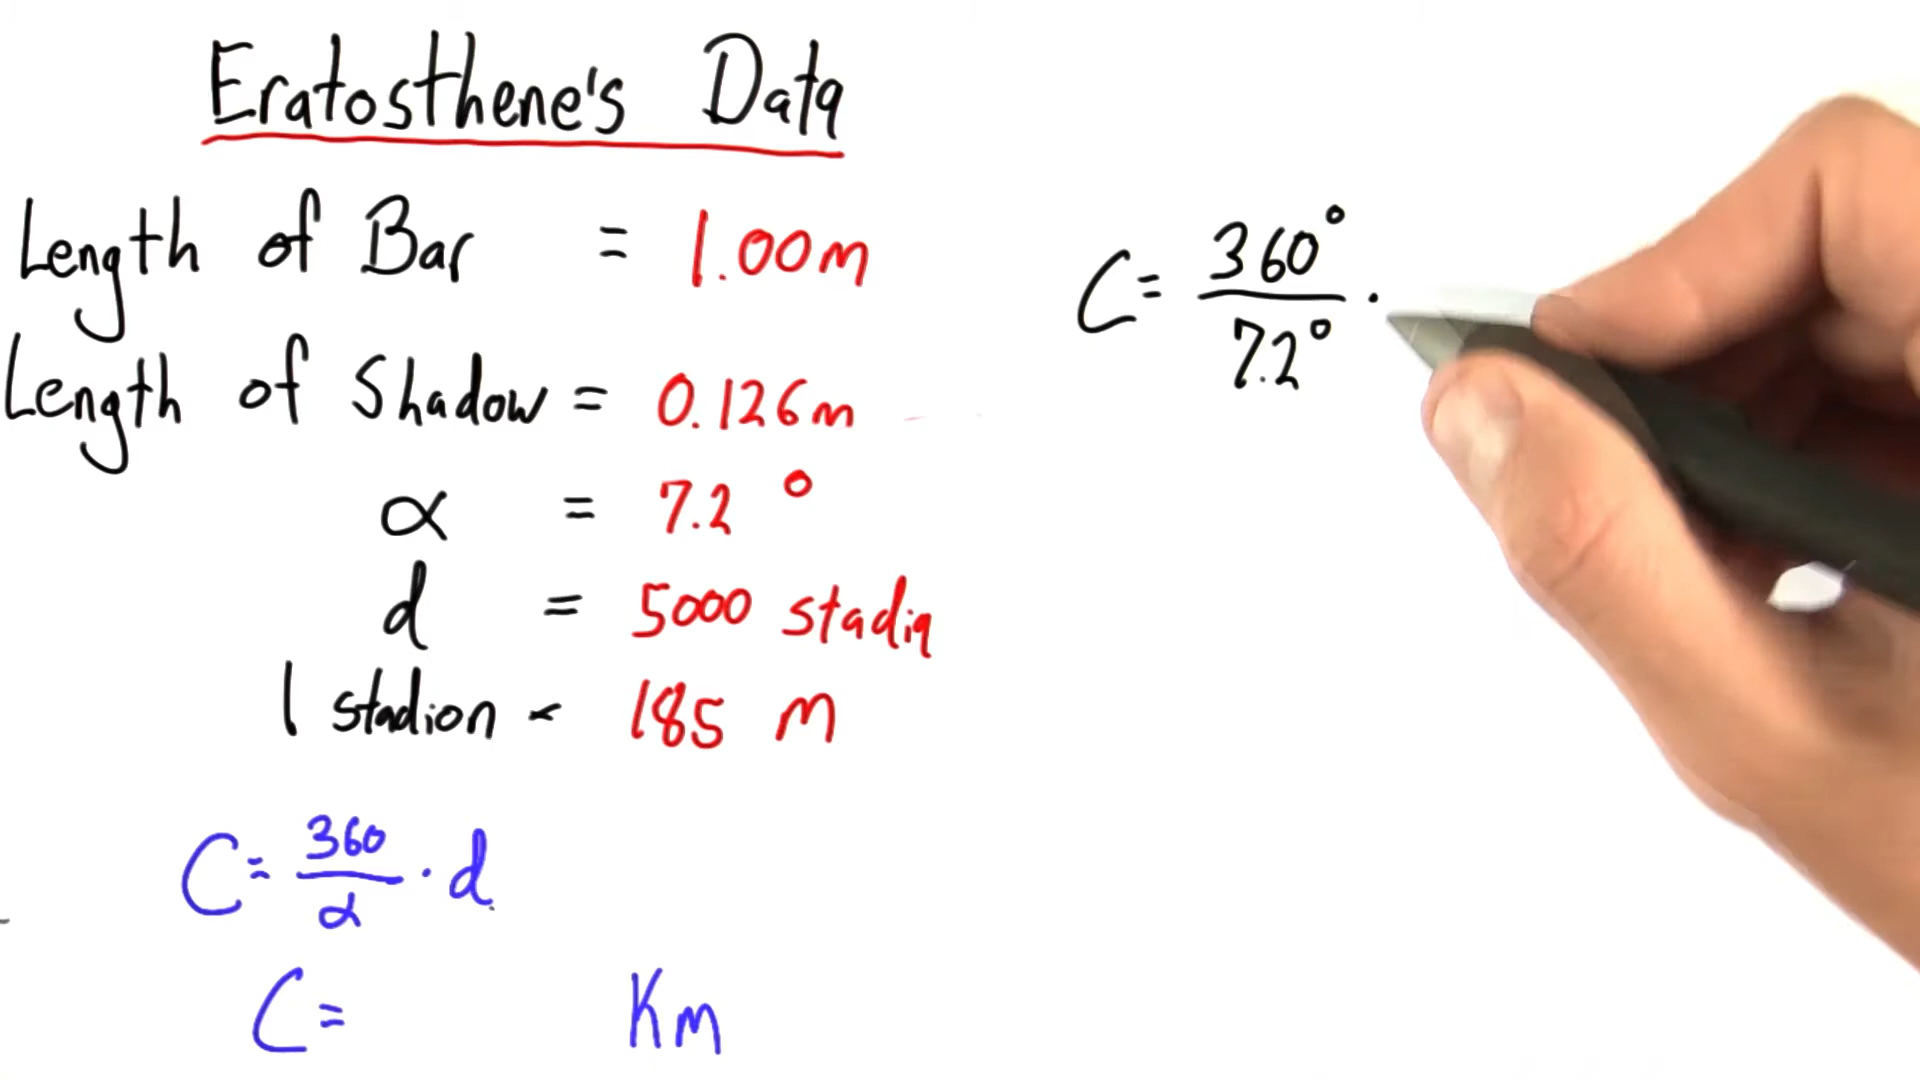 Eratosthene's Data
Length of Bar = 1.00m
Length of Shadow = 0.126m
α = 7.2°
d = 5000 stadia
1 stadion = 185 m
C = 360/α · d
C = Km
C = 360°/7.2° ·